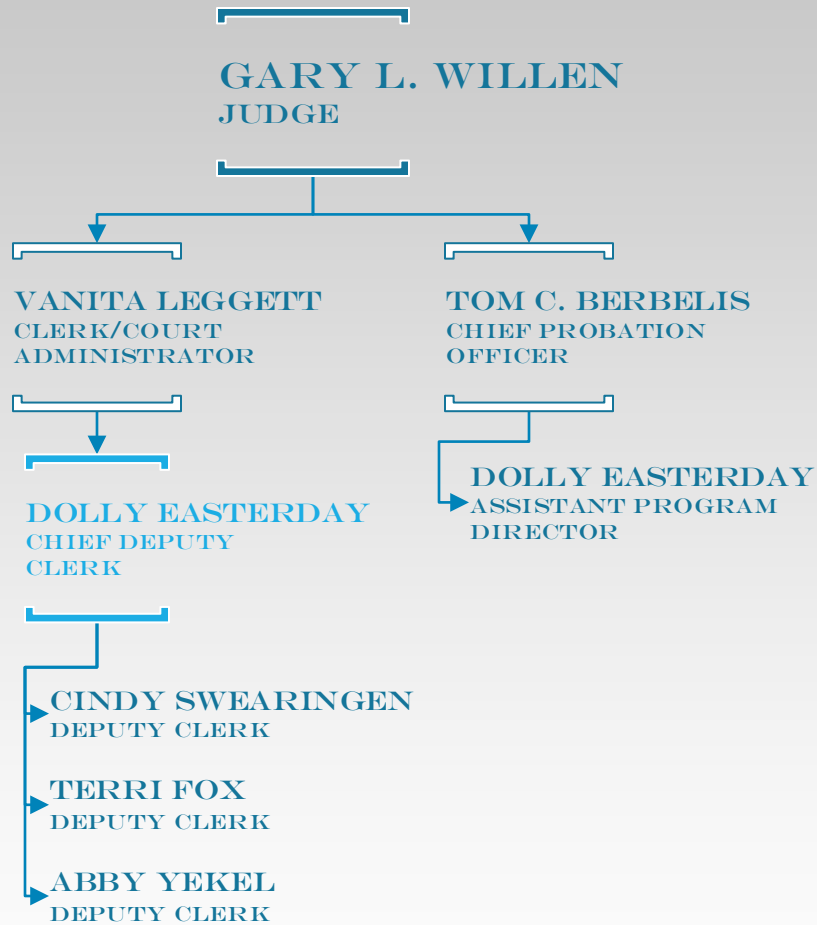 GARY L. WILLEN
JUDGE
VANITA LEGGETT
CLERK/COURT
ADMINISTRATOR
TOM C. BERBELIS
CHIEF PROBATION
OFFICER
DOLLY EASTERDAY
CHIEF DEPUTY
CLERK
DOLLY EASTERDAY
ASSISTANT PROGRAM
DIRECTOR
CINDY SWEARINGEN
DEPUTY CLERK
TERRI FOX
DEPUTY CLERK
ABBY YEKEL
DEPUTY CLERK